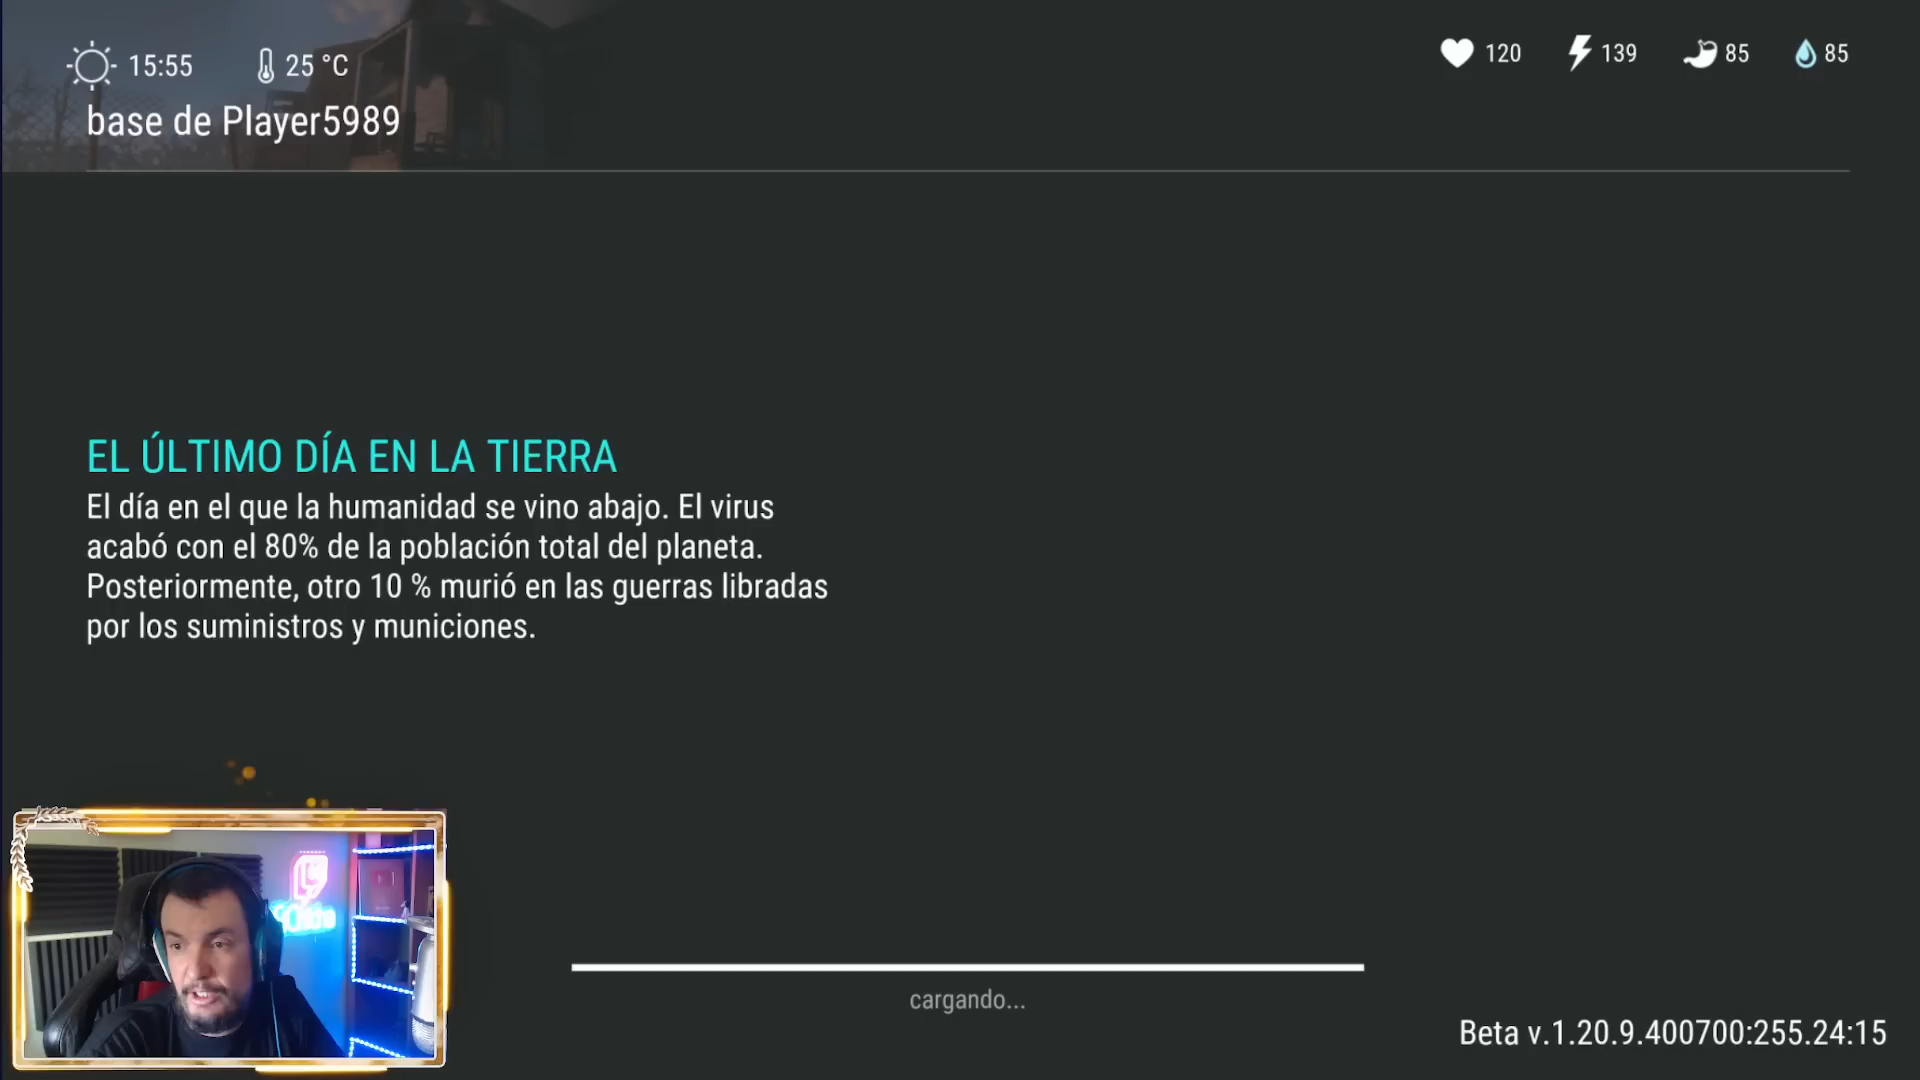 15:55 25 °C 120 139 85 85
base de Player5989
EL ÚLTIMO DÍA EN LA TIERRA
El día en el que la humanidad se vino abajo. El virus
acabó con el 80% de la población total del planeta.
Posteriormente, otro 10 % murió en las guerras libradas
por los suministros y municiones.
cargando...
Beta v.1.20.9.400700:255.24:15